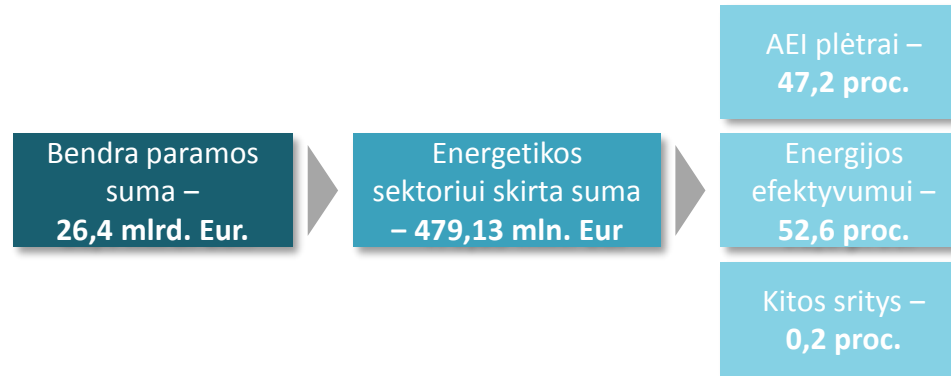 Bendra paramos
suma –
26,4 mlrd. Eur.
Energetikos
sektoriui skirta suma
– 479,13 mln. Eur
AEI plėtrai –
47,2 proc.
Energijos
efektyvumui –
52,6 proc.
Kitos sritys –
0,2 proc.